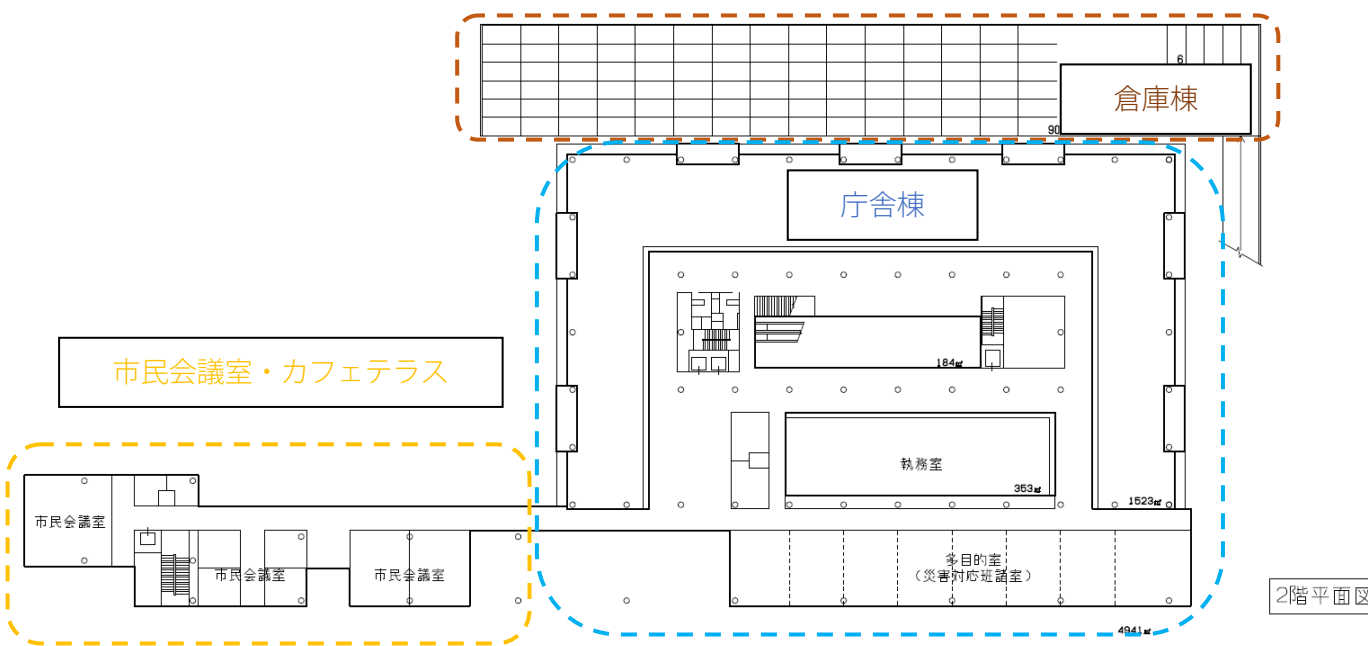 6
倉庫棟
90
庁舎棟
184㎡
市民会議室・カフェテラス
執務室
353㎡
1523㎡
市民会議室
市民会議室
市民会議室
多目的室
（災害対応班諸室）
2階平面図
4941㎡